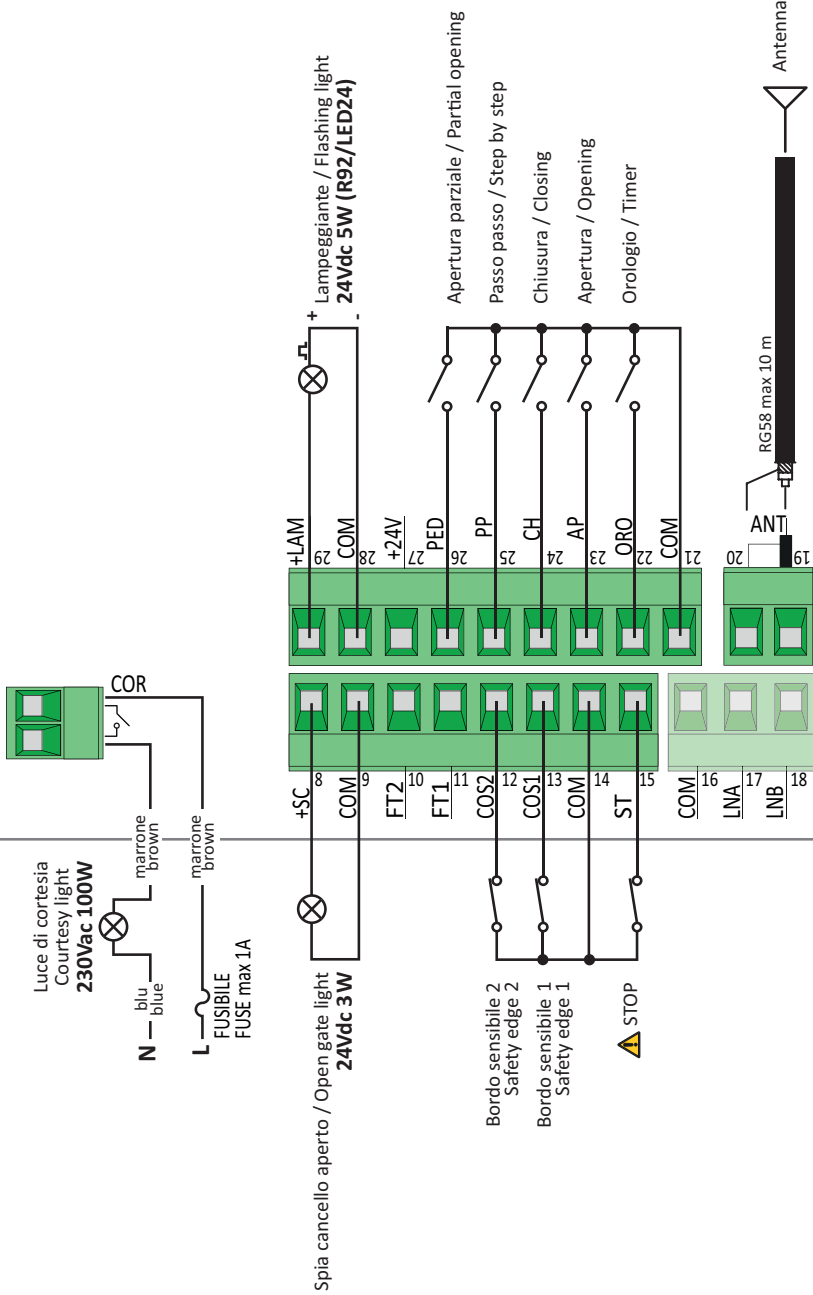 Luce di cortesia
Courtesy light
230Vac 100W
N
blu
blue
marrone
brown
L
FUSIBILE
FUSE max 1A
marrone
brown
COR
Spia cancello aperto / Open gate light
24Vdc 3 W
+SC 8
COM 9
FT2 10
FT1 11
COS2 12
COS1 13
COM 14
ST 15
COM 16
LNA 17
LNB 18
Bordo sensibile 2
Safety edge 2
Bordo sensibile 1
Safety edge 1
STOP
+LAM 29
COM 28
+24V 27
PED 26
PP 25
CH 24
AP 23
ORO 22
COM 21
20
ANT
19
+
-
Lampeggiante / Flashing light
24Vdc 5W (R92/LED24)
Apertura parziale / Partial opening
Passo passo / Step by step
Chiusura / Closing
Apertura / Opening
Orologio / Timer
RG58 max 10 m
Antenna